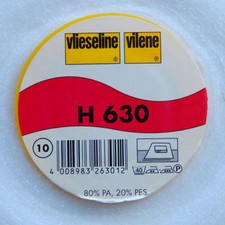 vlieseline vilene
H 630
10
4 008983 263012
80% PA, 20% PES